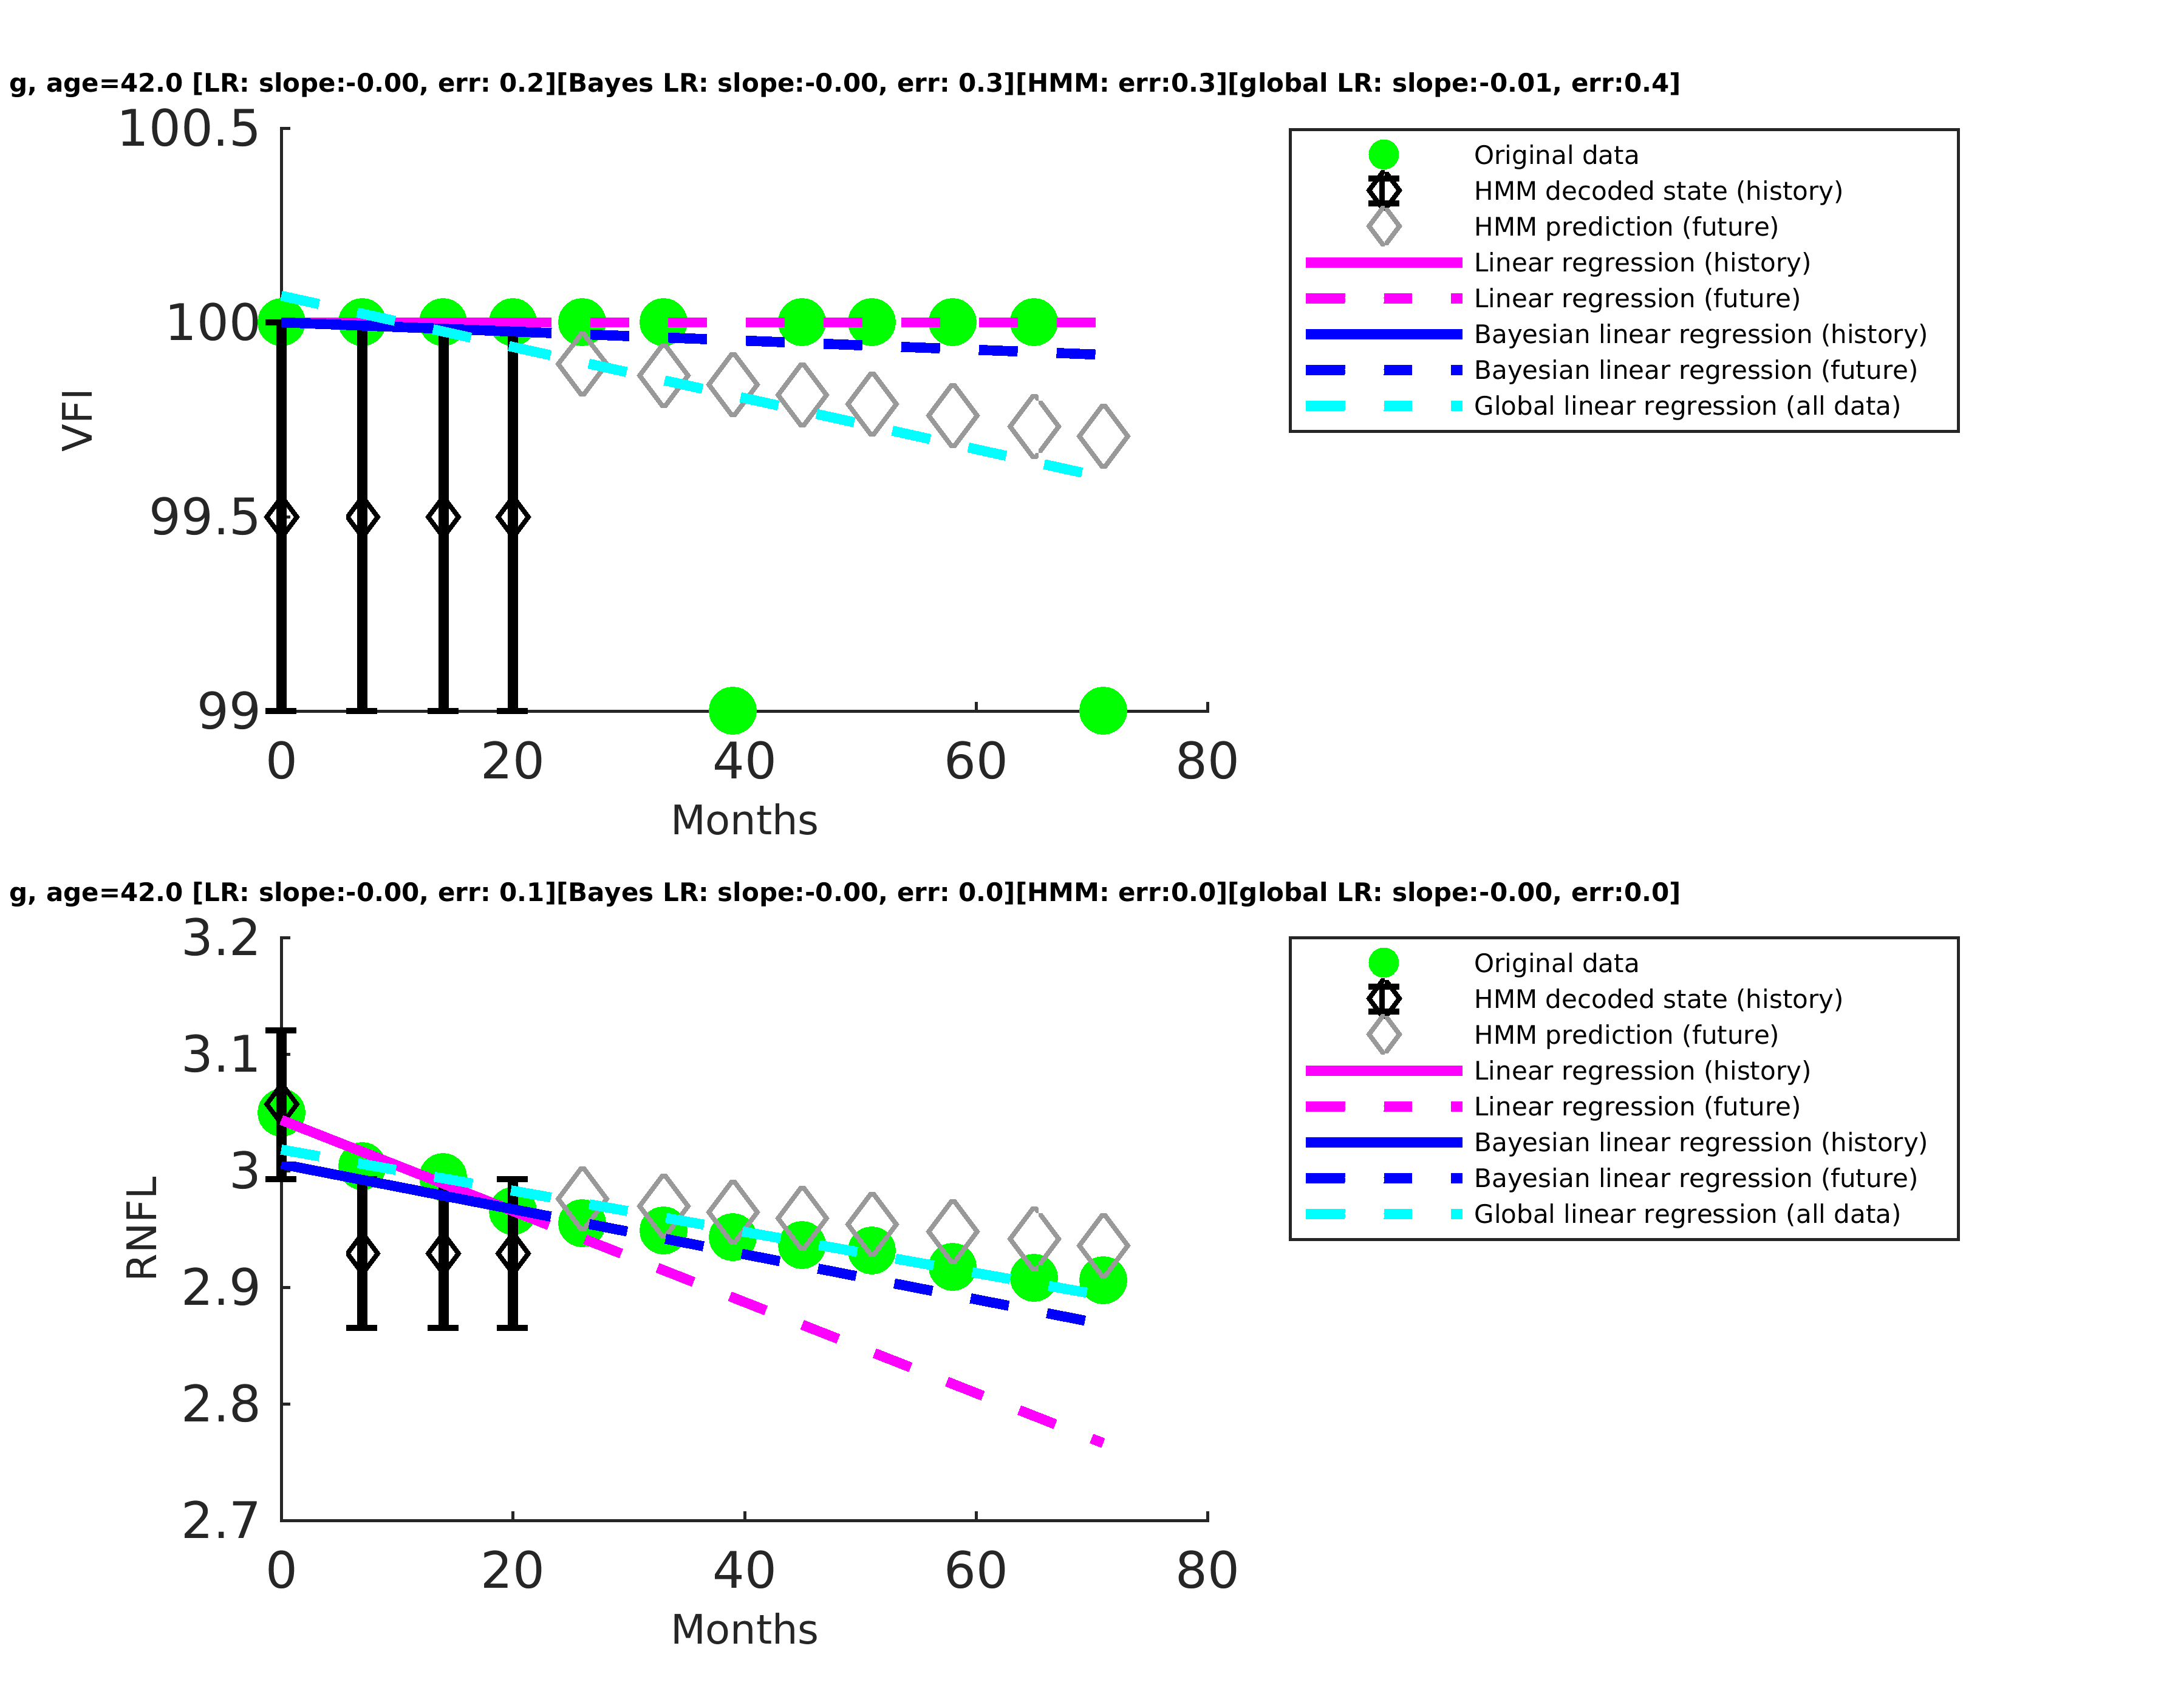 g, age=42.0 [LR: slope:-0.00, err: 0.2][Bayes LR: slope:-0.00, err: 0.3][HMM: err:0.3][global LR: slope:-0.01, err:0.4]
100.5
100
99.5
99
VFI
0 20 40 60 80
Months
Original data
HMM decoded state (history)
HMM prediction (future)
Linear regression (history)
Linear regression (future)
Bayesian linear regression (history)
Bayesian linear regression (future)
Global linear regression (all data)
g, age=42.0 [LR: slope:-0.00, err: 0.1][Bayes LR: slope:-0.00, err: 0.0][HMM: err:0.0][global LR: slope:-0.00, err:0.0]
3.2
3.1
3
2.9
2.8
2.7
RNFL
0 20 40 60 80
Months
Original data
HMM decoded state (history)
HMM prediction (future)
Linear regression (history)
Linear regression (future)
Bayesian linear regression (history)
Bayesian linear regression (future)
Global linear regression (all data)